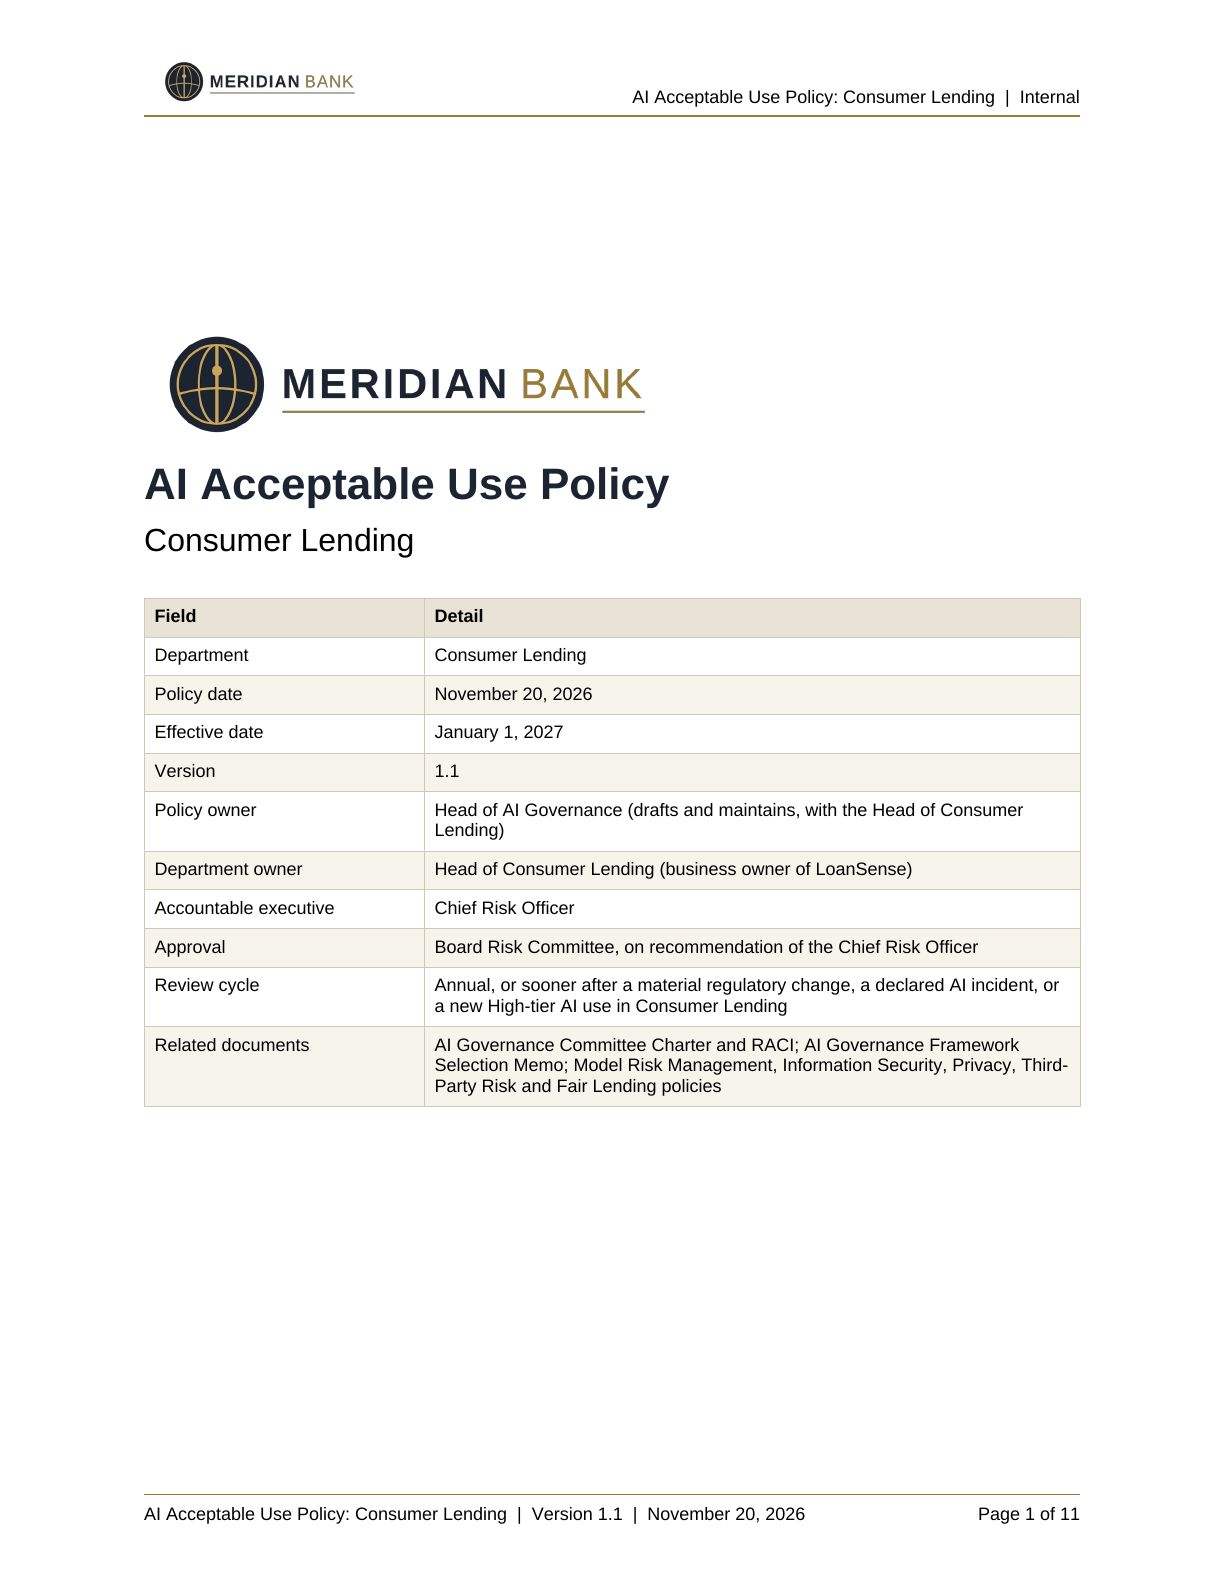 MERIDIAN BANK
AI Acceptable Use Policy: Consumer Lending | Internal
MERIDIAN BANK
AI Acceptable Use Policy
Consumer Lending
Field Detail
Department Consumer Lending
Policy date November 20, 2026
Effective date January 1, 2027
Version 1.1
Policy owner Head of AI Governance (drafts and maintains, with the Head of Consumer
Lending)
Department owner Head of Consumer Lending (business owner of LoanSense)
Accountable executive Chief Risk Officer
Approval Board Risk Committee, on recommendation of the Chief Risk Officer
Review cycle Annual, or sooner after a material regulatory change, a declared AI incident, or
a new High-tier AI use in Consumer Lending
Related documents AI Governance Committee Charter and RACI; AI Governance Framework
Selection Memo; Model Risk Management, Information Security, Privacy, Third-
Party Risk and Fair Lending policies
AI Acceptable Use Policy: Consumer Lending | Version 1.1 | November 20, 2026 Page 1 of 11